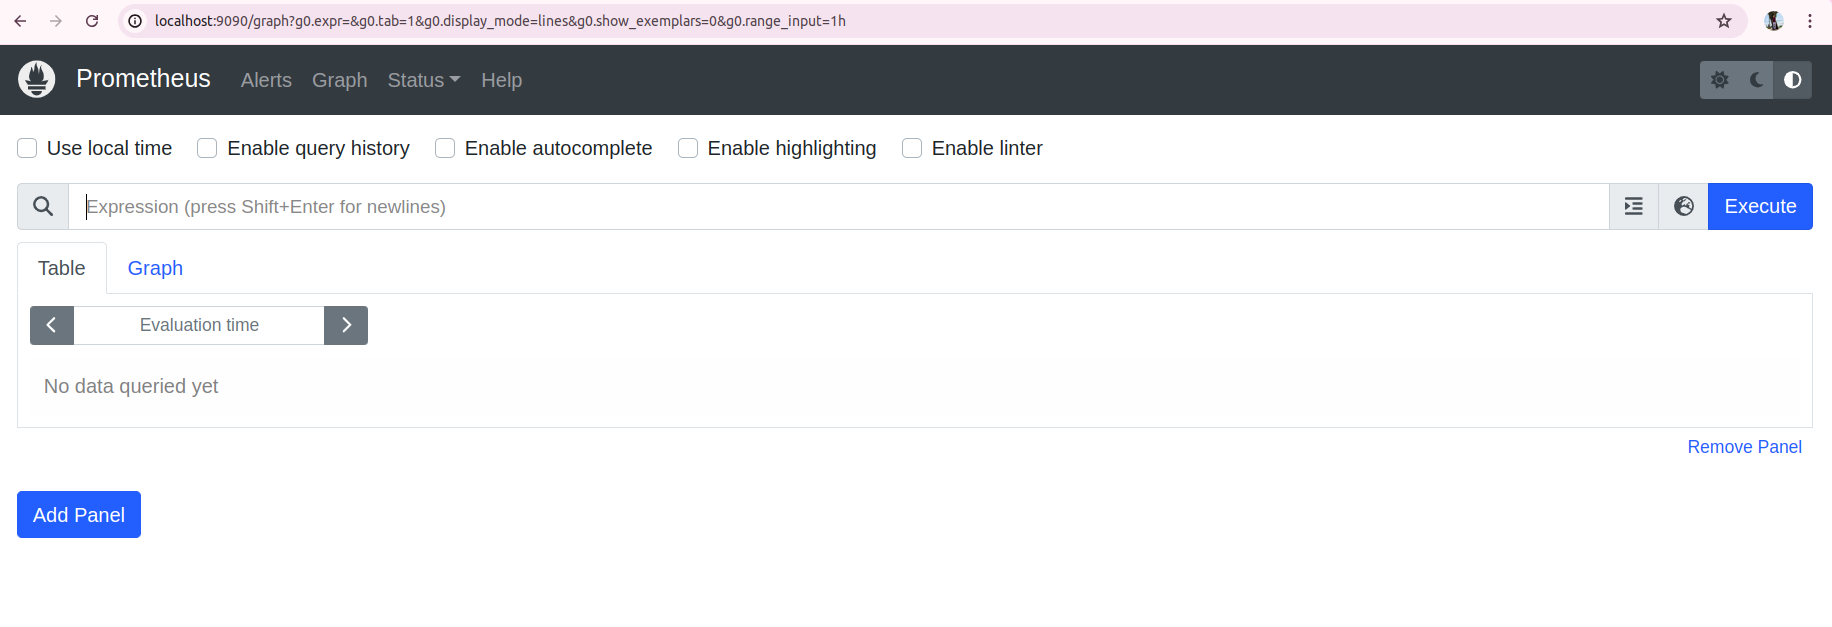 localhost:9090/graph?g0.expr=&g0.tab=1&g0.display_mode=lines&g0.show_exemplars=0&g0.range_input=1h
Prometheus Alerts Graph Status Help
Use local time Enable query history Enable autocomplete Enable highlighting Enable linter
Expression (press Shift+Enter for newlines) Execute
Table Graph
Evaluation time
No data queried yet
Remove Panel
Add Panel